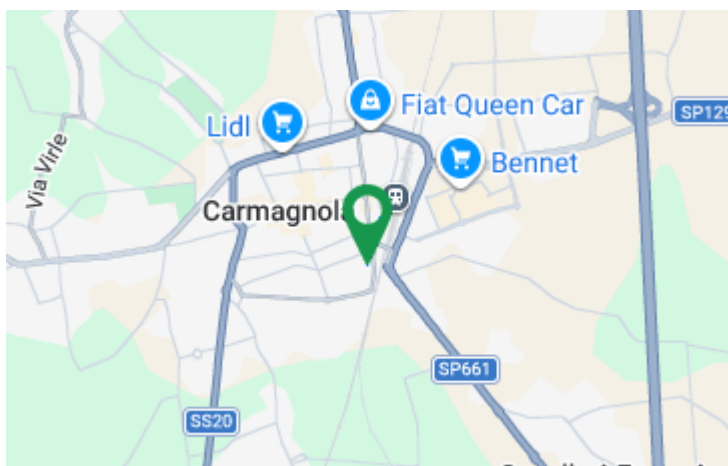 Fiat Queen Car
Lidl
SP129
Bennet
Via Virle
Carmagnola
SP661
SS20